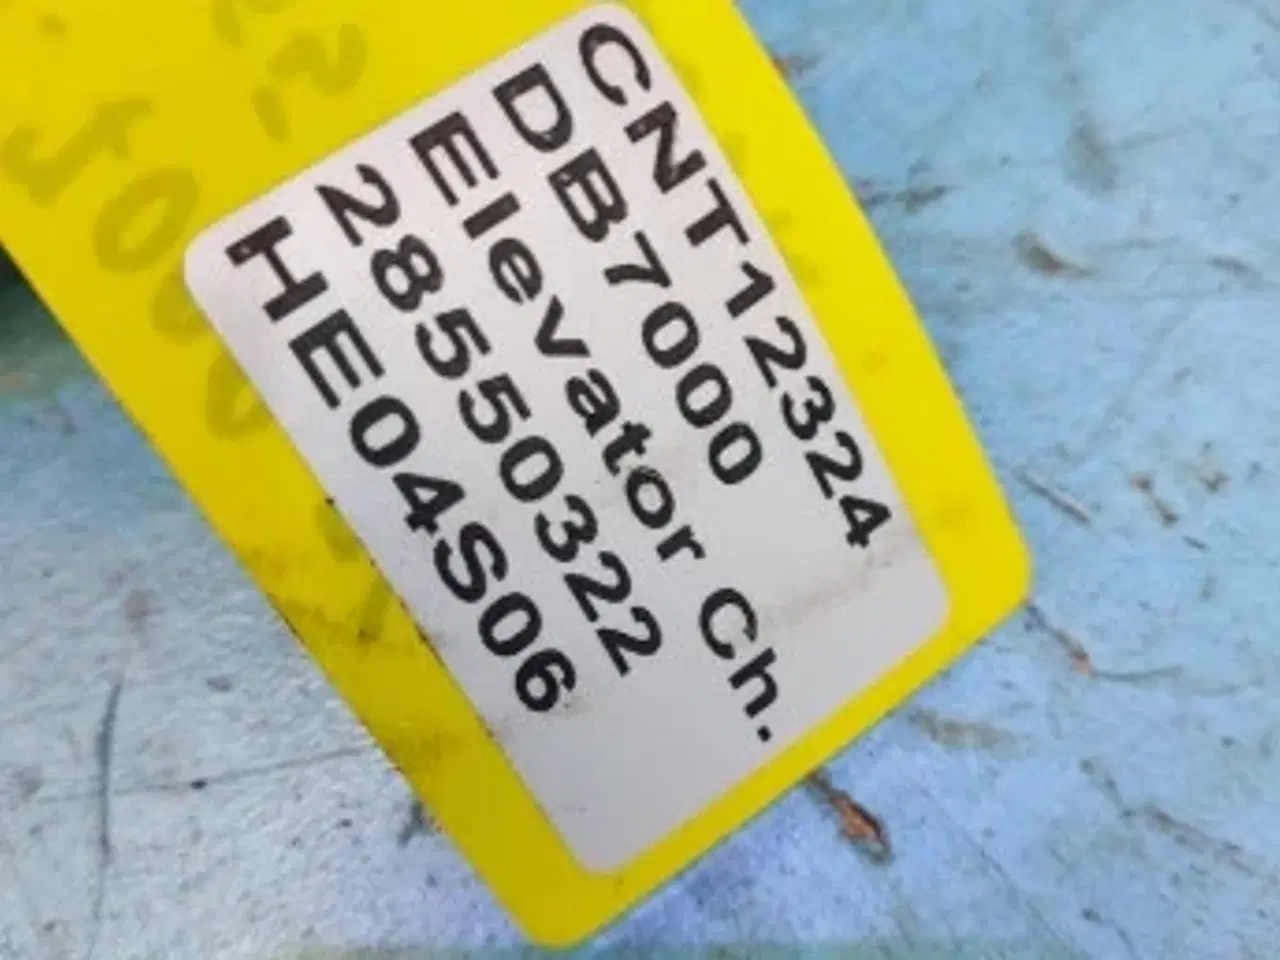 CNT12324
DB7000
Elevator Ch.
28550322
HE04S06